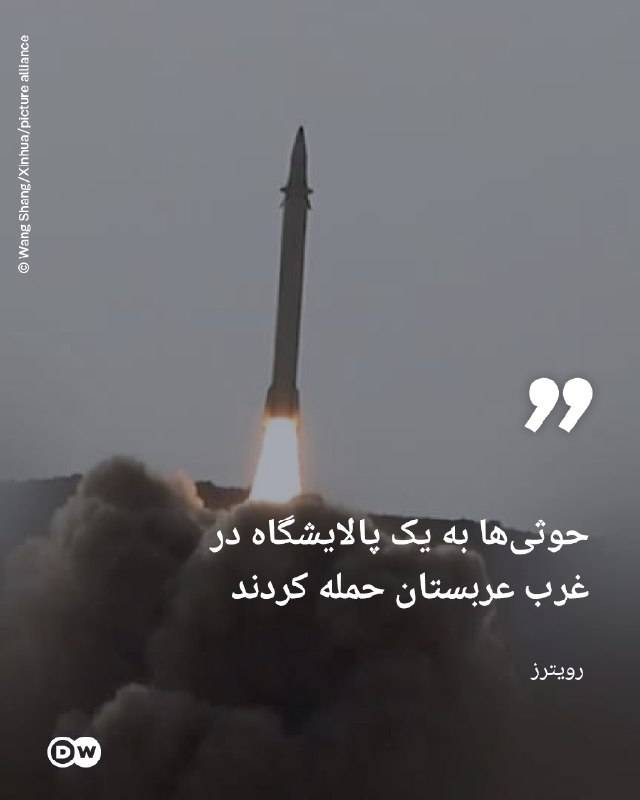 © Wang Shang/Xinhua/picture alliance
”
حوثی‌ها به یک پالایشگاه در
غرب عربستان حمله کردند
رویترز
DW